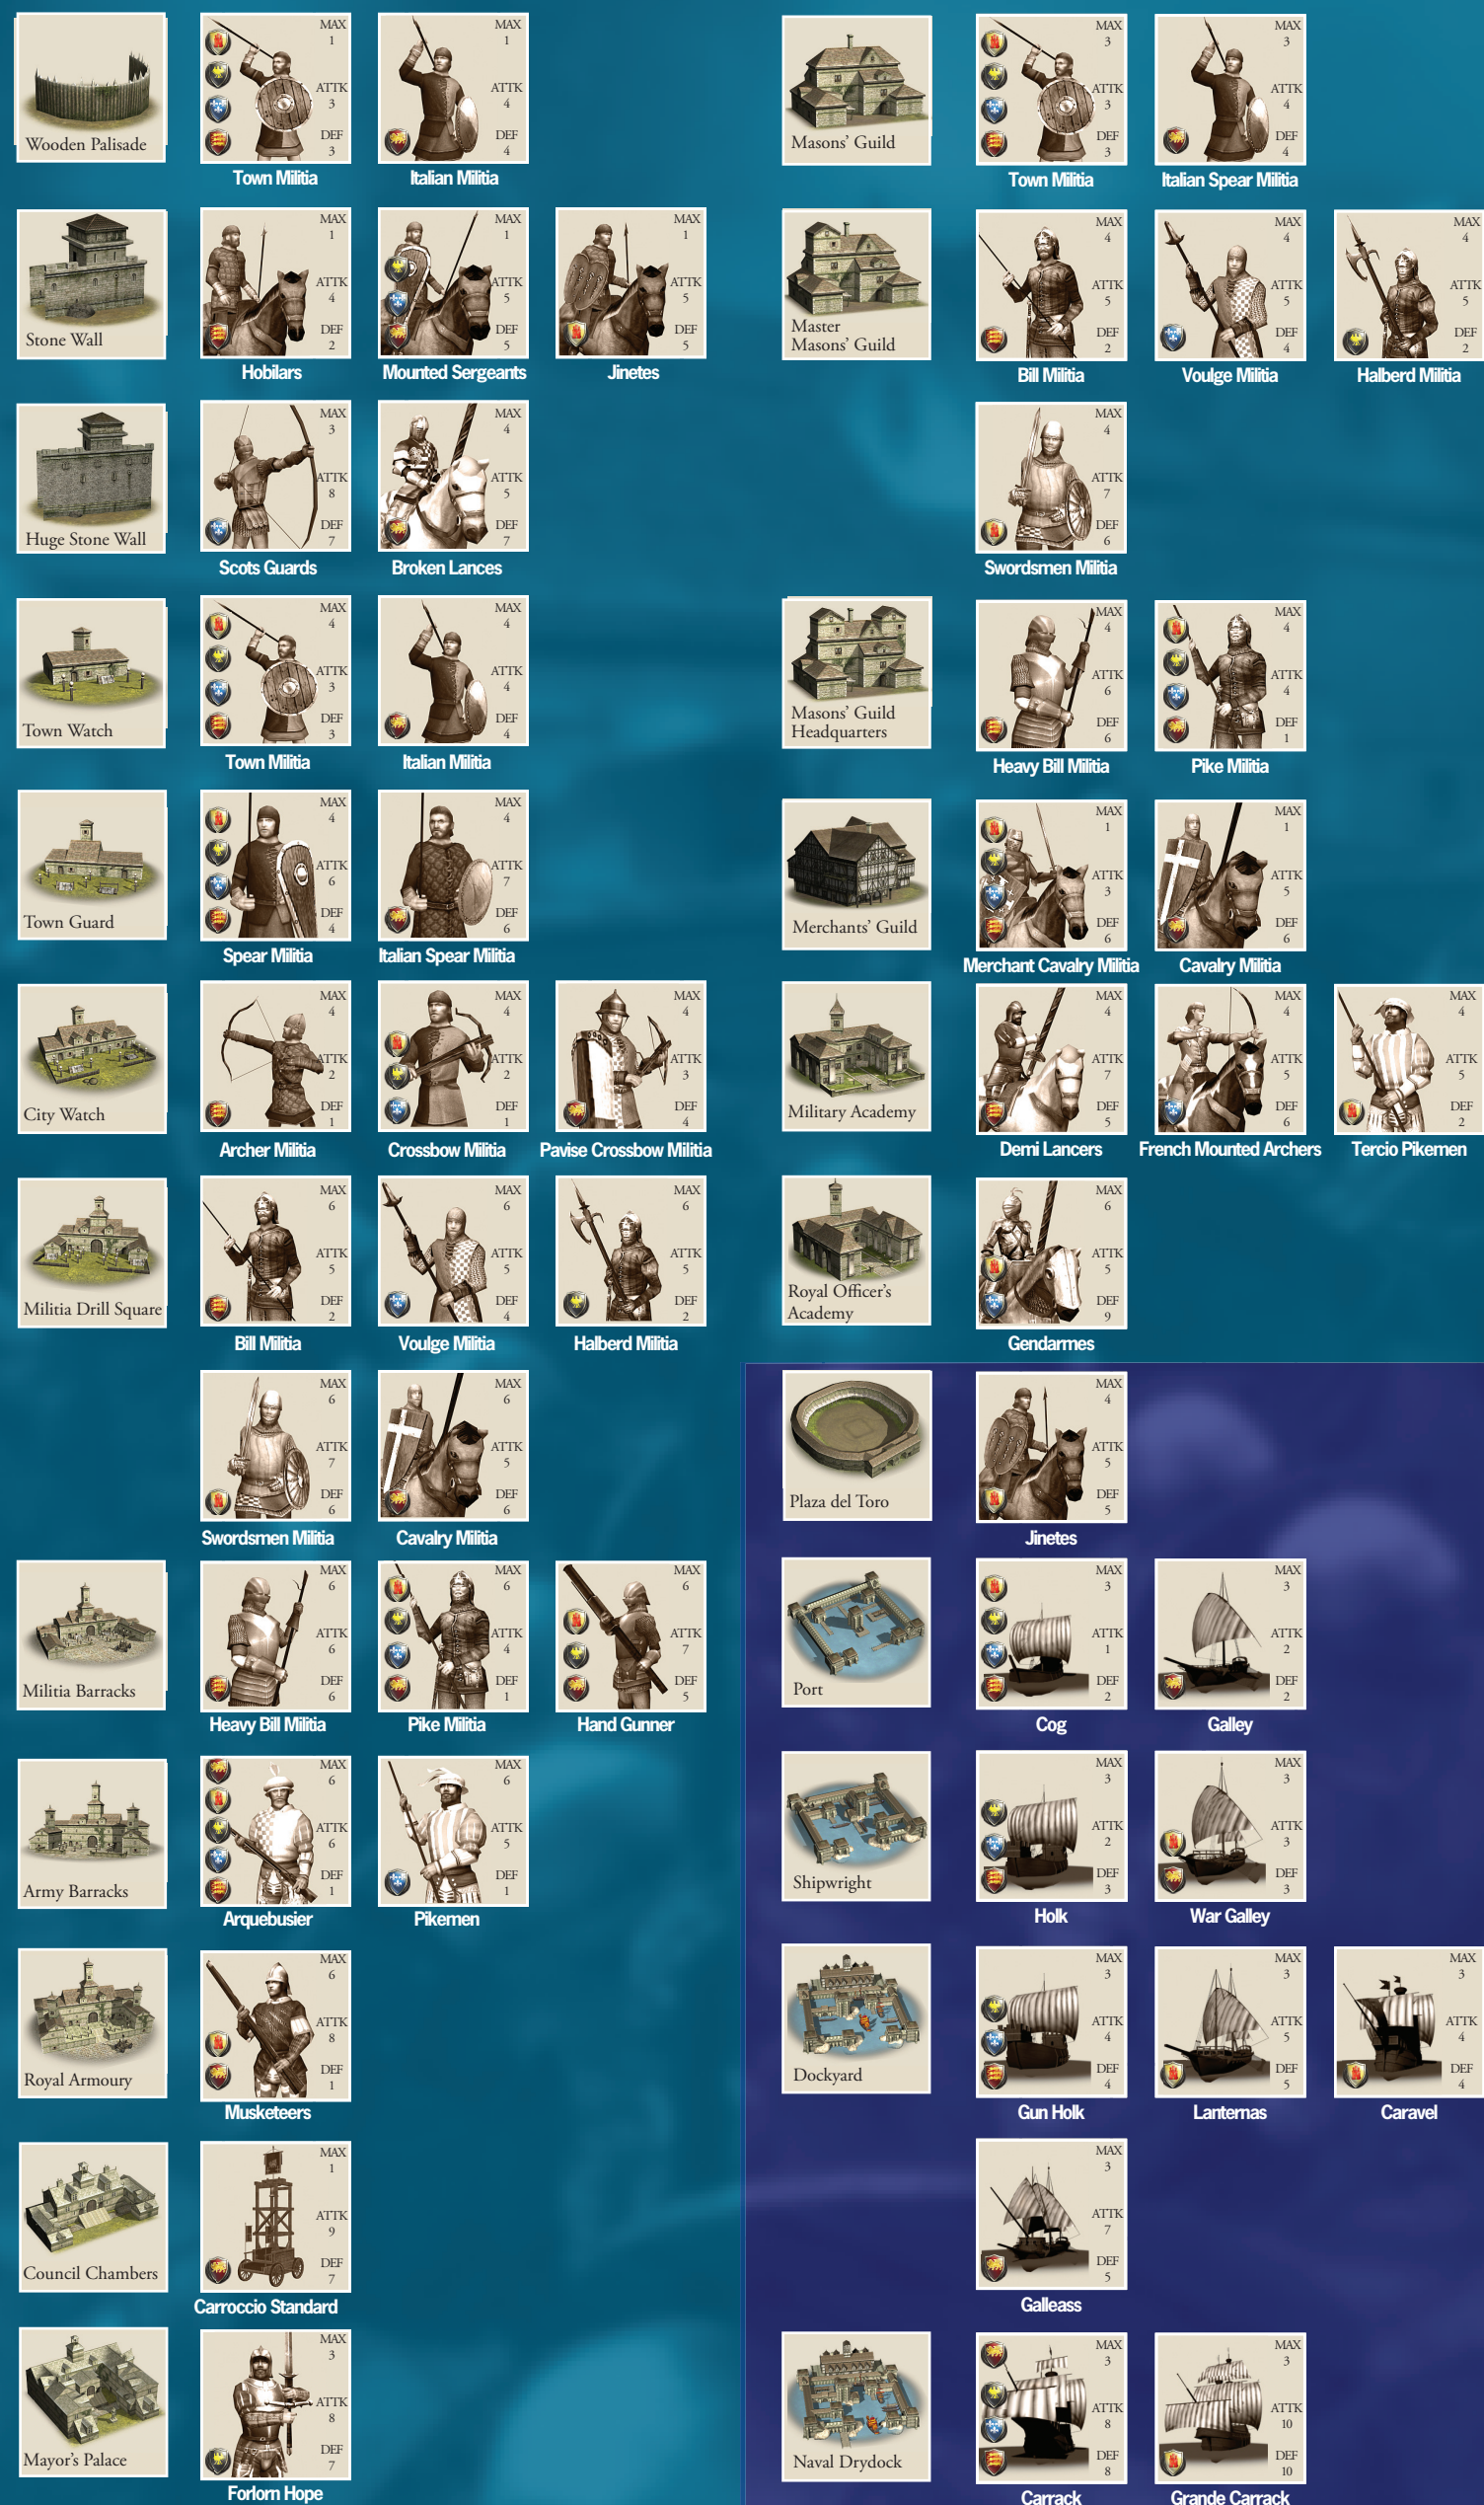 Wooden Palisade
MAX
1
ATTK
3
DEF
3
Town Militia
MAX
1
ATTK
4
DEF
4
Italian Militia
Stone Wall
MAX
1
ATTK
4
DEF
2
Hobilars
MAX
1
ATTK
5
DEF
5
Mounted Sergeants
MAX
1
ATTK
5
DEF
5
Jinetes
Huge Stone Wall
MAX
3
ATTK
8
DEF
7
Scots Guards
MAX
4
ATTK
5
DEF
7
Broken Lances
Town Watch
MAX
4
ATTK
3
DEF
3
Town Militia
MAX
4
ATTK
4
DEF
4
Italian Militia
Town Guard
MAX
4
ATTK
6
DEF
4
Spear Militia
MAX
4
ATTK
7
DEF
6
Italian Spear Militia
City Watch
MAX
4
ATTK
2
DEF
1
Archer Militia
MAX
4
ATTK
2
DEF
1
Crossbow Militia
MAX
4
ATTK
3
DEF
4
Pavise Crossbow Militia
Militia Drill Square
MAX
6
ATTK
5
DEF
2
Bill Militia
MAX
6
ATTK
5
DEF
4
Voulge Militia
MAX
6
ATTK
5
DEF
2
Halberd Militia
MAX
6
ATTK
7
DEF
6
Swordsmen Militia
MAX
6
ATTK
5
DEF
6
Cavalry Militia
Militia Barracks
MAX
6
ATTK
6
DEF
6
Heavy Bill Militia
MAX
6
ATTK
4
DEF
1
Pike Militia
MAX
6
ATTK
7
DEF
5
Hand Gunner
Army Barracks
MAX
6
ATTK
6
DEF
1
Arquebusier
MAX
6
ATTK
5
DEF
1
Pikemen
Royal Armoury
MAX
6
ATTK
8
DEF
1
Musketeers
Council Chambers
MAX
1
ATTK
9
DEF
7
Carroccio Standard
Mayor's Palace
MAX
3
ATTK
8
DEF
7
Forlorn Hope
Masons' Guild
MAX
3
ATTK
3
DEF
3
Town Militia
MAX
3
ATTK
4
DEF
4
Italian Spear Militia
Master
Masons' Guild
MAX
4
ATTK
5
DEF
2
Bill Militia
MAX
4
ATTK
5
DEF
4
Voulge Militia
MAX
4
ATTK
5
DEF
2
Halberd Militia
MAX
4
ATTK
7
DEF
6
Swordsmen Militia
Masons' Guild
Headquarters
MAX
4
ATTK
6
DEF
6
Heavy Bill Militia
MAX
4
ATTK
4
DEF
1
Pike Militia
Merchants' Guild
MAX
1
ATTK
3
DEF
6
Merchant Cavalry Militia
MAX
1
ATTK
5
DEF
6
Cavalry Militia
Military Academy
MAX
4
ATTK
7
DEF
5
Demi Lancers
MAX
4
ATTK
5
DEF
6
French Mounted Archers
MAX
4
ATTK
5
DEF
2
Tercio Pikemen
Royal Officer's
Academy
MAX
6
ATTK
5
DEF
9
Gendarmes
Plaza del Toro
MAX
4
ATTK
5
DEF
5
Jinetes
Port
MAX
3
ATTK
1
DEF
2
Cog
MAX
3
ATTK
2
DEF
2
Galley
Shipwright
MAX
3
ATTK
2
DEF
3
Holk
MAX
3
ATTK
3
DEF
3
War Galley
Dockyard
MAX
3
ATTK
4
DEF
4
Gun Holk
MAX
3
ATTK
5
DEF
5
Lanternas
MAX
3
ATTK
4
DEF
4
Caravel
MAX
3
ATTK
7
DEF
5
Galleass
Naval Drydock
MAX
3
ATTK
8
DEF
8
Carrack
MAX
3
ATTK
10
DEF
10
Grande Carrack